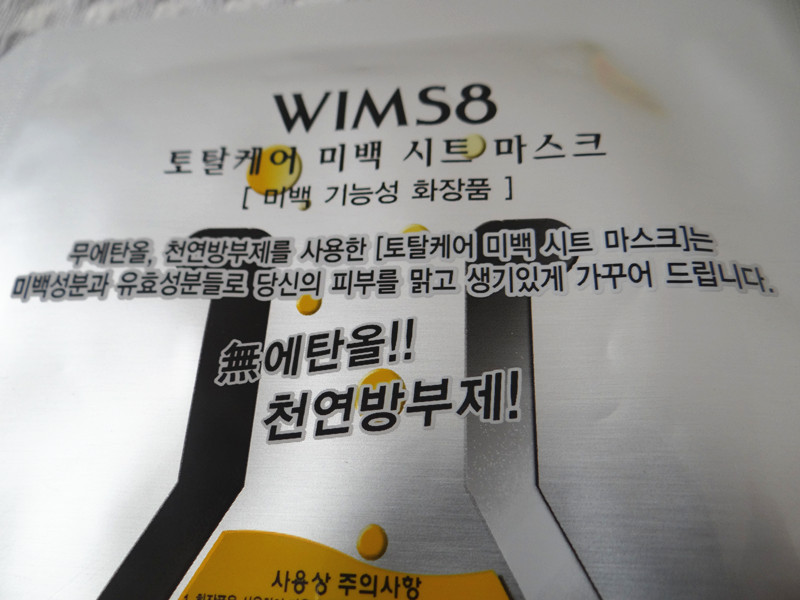 WIMS8
토탈케어 미백 시트 마스크
[ 미백 기능성 화장품 ]
무에탄올, 천연방부제를 사용한 [토탈케어 미백 시트 마스크]는
미백성분과 유효성분들로 당신의 피부를 맑고 생기있게 가꾸어 드립니다.
無에탄올!!
천연방부제!
사용상 주의사항